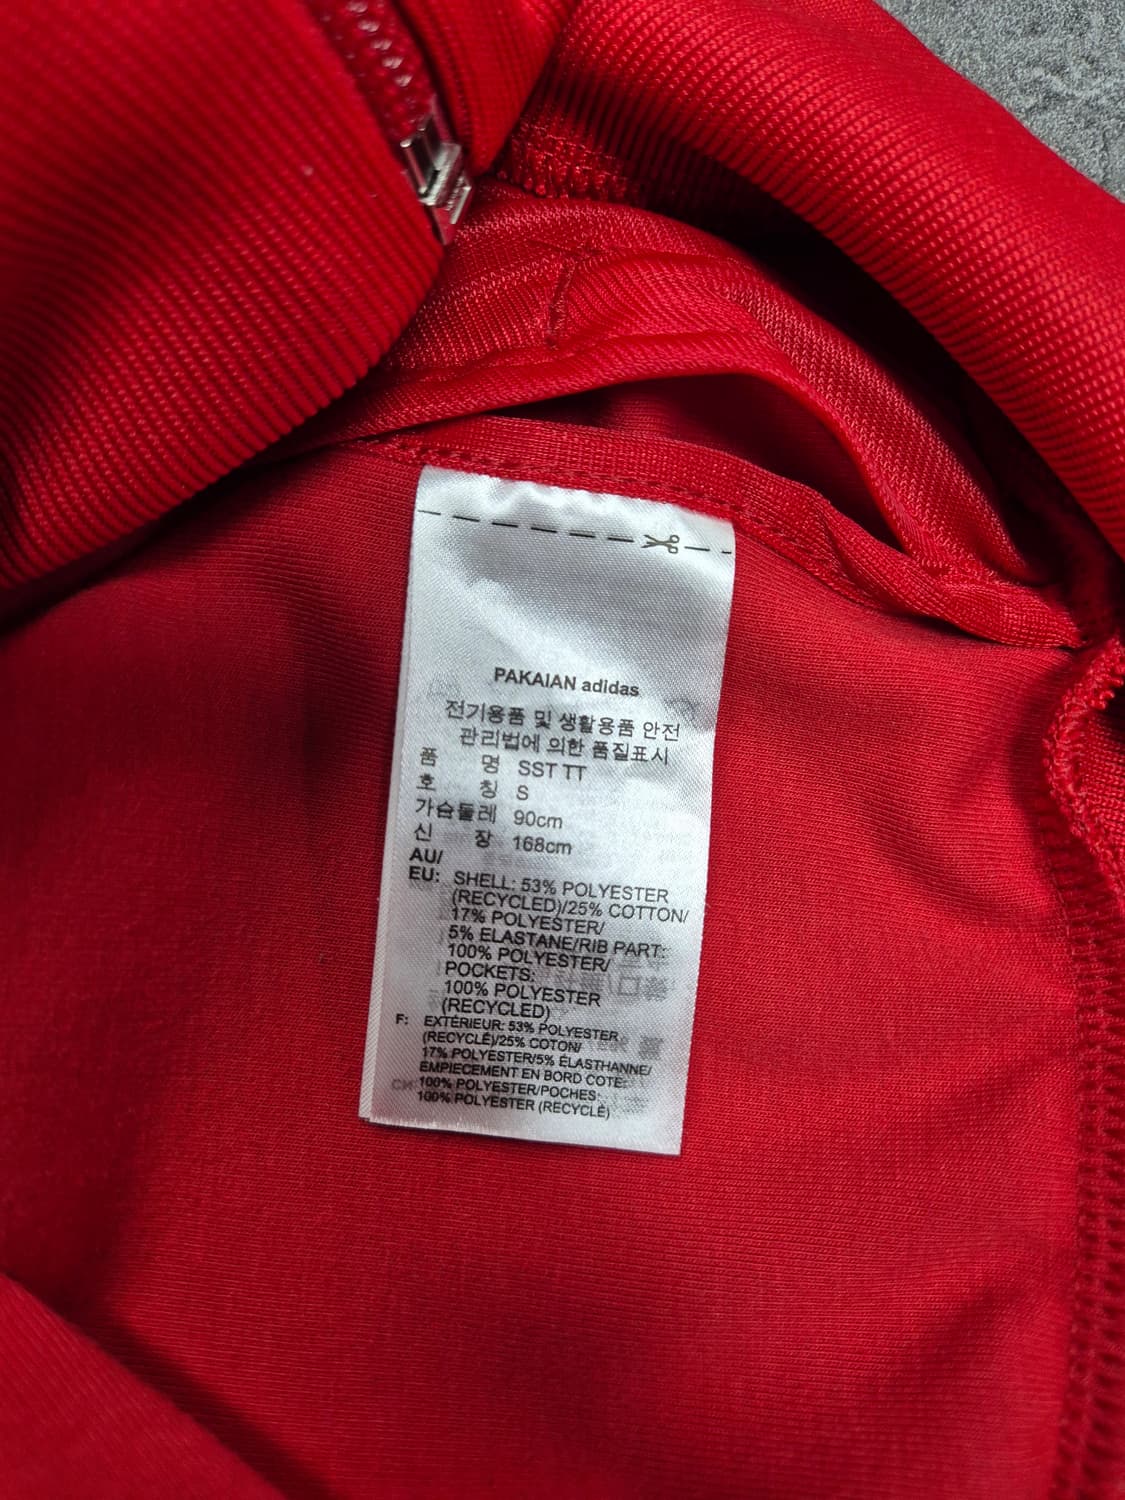 PAKAIAN adidas
전기용품 및 생활용품 안전
관리법에 의한 품질표시
품 명 SST TT
호 칭 S
가슴둘레 90cm
신 장 168cm
AU/
EU: SHELL: 53% POLYESTER
(RECYCLED)/25% COTTON/
17% POLYESTER/
5% ELASTANE/RIB PART:
100% POLYESTER/
POCKETS:
100% POLYESTER
(RECYCLED)
F: EXTÉRIEUR: 53% POLYESTER
(RECYCLÉ)/25% COTON/
17% POLYESTER/5% ÉLASTHANNE/
EMPIECEMENT EN BORD COTE:
100% POLYESTER/POCHES:
100% POLYESTER (RECYCLÉ)